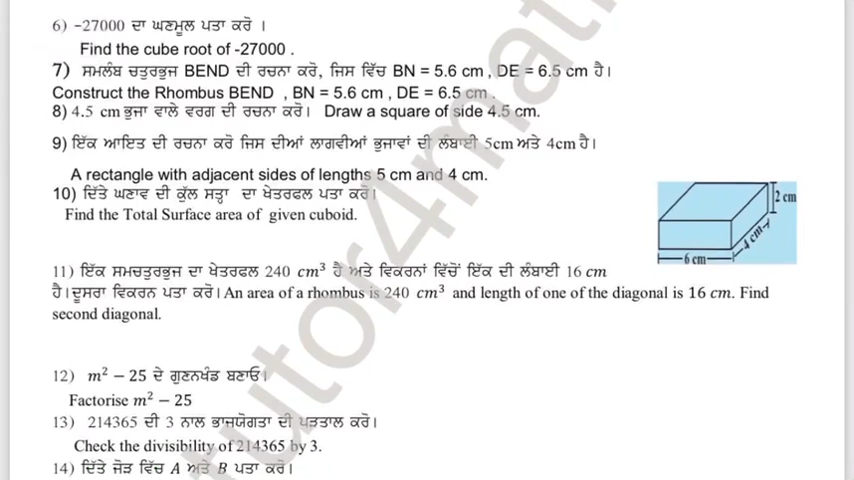 6) -27000 ਦਾ ਘਣਮੂਲ ਪਤਾ ਕਰੋ ।
Find the cube root of -27000 .
7) ਸਮਲੰਬ ਚਤੁਰਭੁਜ BEND ਦੀ ਰਚਨਾ ਕਰੋ, ਜਿਸ ਵਿੱਚ BN = 5.6 cm , DE = 6.5 cm ਹੈ।
Construct the Rhombus BEND , BN = 5.6 cm , DE = 6.5 cm .
8) 4.5 cm ਭੁਜਾ ਵਾਲੇ ਵਰਗ ਦੀ ਰਚਨਾ ਕਰੋ। Draw a square of side 4.5 cm.
9) ਇੱਕ ਆਇਤ ਦੀ ਰਚਨਾ ਕਰੋ ਜਿਸ ਦੀਆਂ ਲਾਗਵੀਆਂ ਭੁਜਾਵਾਂ ਦੀ ਲੰਬਾਈ 5cm ਅਤੇ 4cm ਹੈ।
A rectangle with adjacent sides of lengths 5 cm and 4 cm.
10) ਦਿੱਤੇ ਘਣਾਵ ਦੀ ਕੁੱਲ ਸਤ੍ਹਾ ਦਾ ਖੇਤਰਫਲ ਪਤਾ ਕਰੋ।
Find the Total Surface area of given cuboid.
2 cm
4 cm
6 cm
11) ਇੱਕ ਸਮਚਤੁਰਭੁਜ ਦਾ ਖੇਤਰਫਲ 240 cm³ ਹੈ ਅਤੇ ਵਿਕਰਨਾਂ ਵਿੱਚੋਂ ਇੱਕ ਦੀ ਲੰਬਾਈ 16 cm
ਹੈ।ਦੂਸਰਾ ਵਿਕਰਨ ਪਤਾ ਕਰੋ। An area of a rhombus is 240 cm³ and length of one of the diagonal is 16 cm. Find
second diagonal.
12) m² − 25 ਦੇ ਗੁਣਨਖੰਡ ਬਣਾਓ।
Factorise m² − 25
13) 214365 ਦੀ 3 ਨਾਲ ਭਾਜਯੋਗਤਾ ਦੀ ਪੜਤਾਲ ਕਰੋ।
Check the divisibility of 214365 by 3.
14) ਦਿੱਤੇ ਜੋੜ ਵਿੱਚ A ਅਤੇ B ਪਤਾ ਕਰੋ।
tutor4math